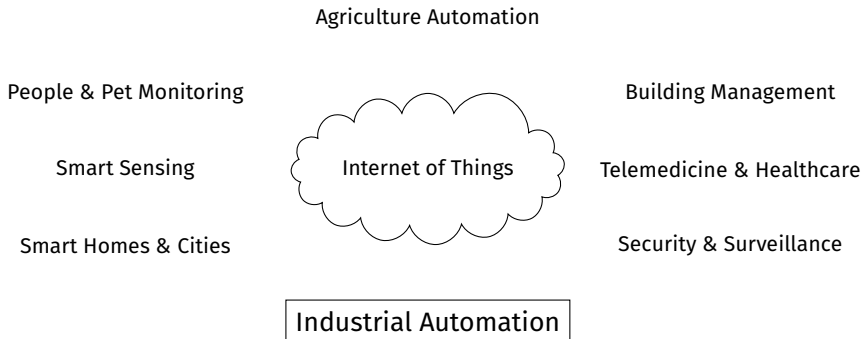 Agriculture Automation
People & Pet Monitoring
Building Management
Smart Sensing
Internet of Things
Telemedicine & Healthcare
Smart Homes & Cities
Security & Surveillance
Industrial Automation